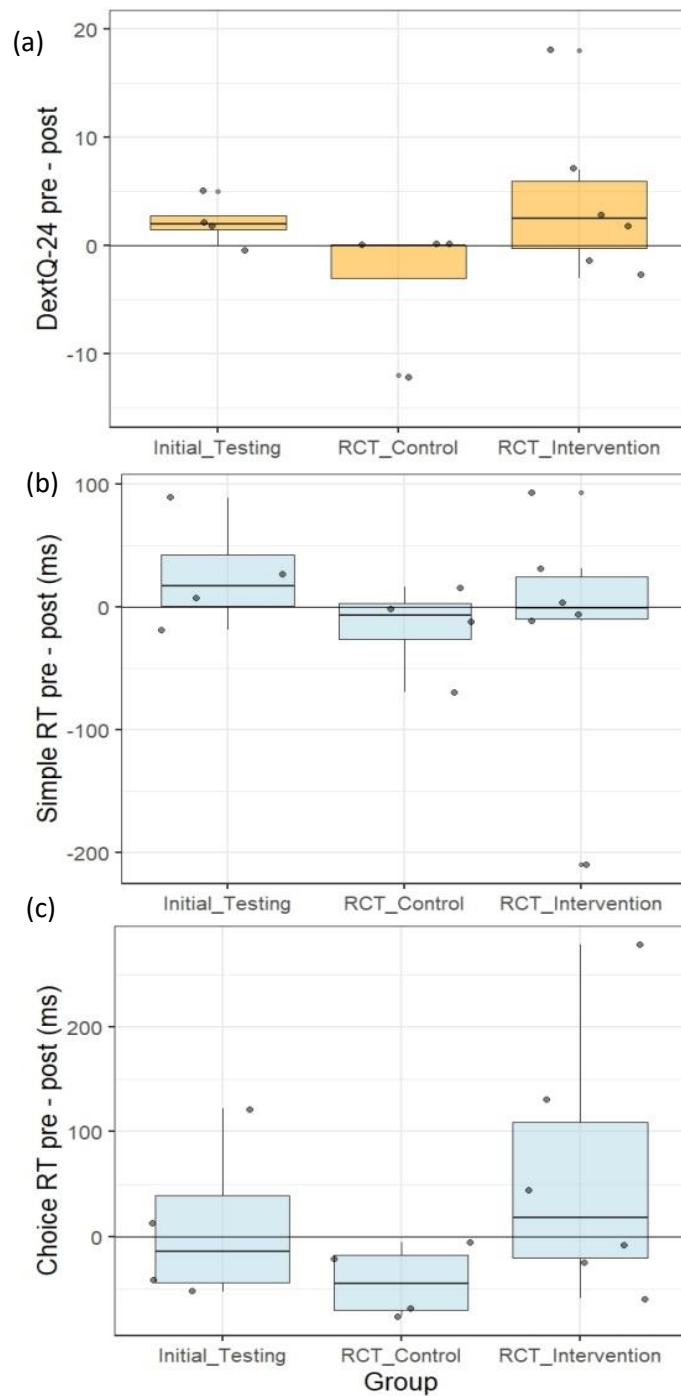 (a)
DextQ-24 pre - post
20
10
0
-10
Initial_Testing
RCT_Control
RCT_Intervention
(b)
Simple RT pre - post (ms)
100
0
-100
-200
Initial_Testing
RCT_Control
RCT_Intervention
(c)
Choice RT pre - post (ms)
200
100
0
Initial_Testing
RCT_Control
RCT_Intervention
Group